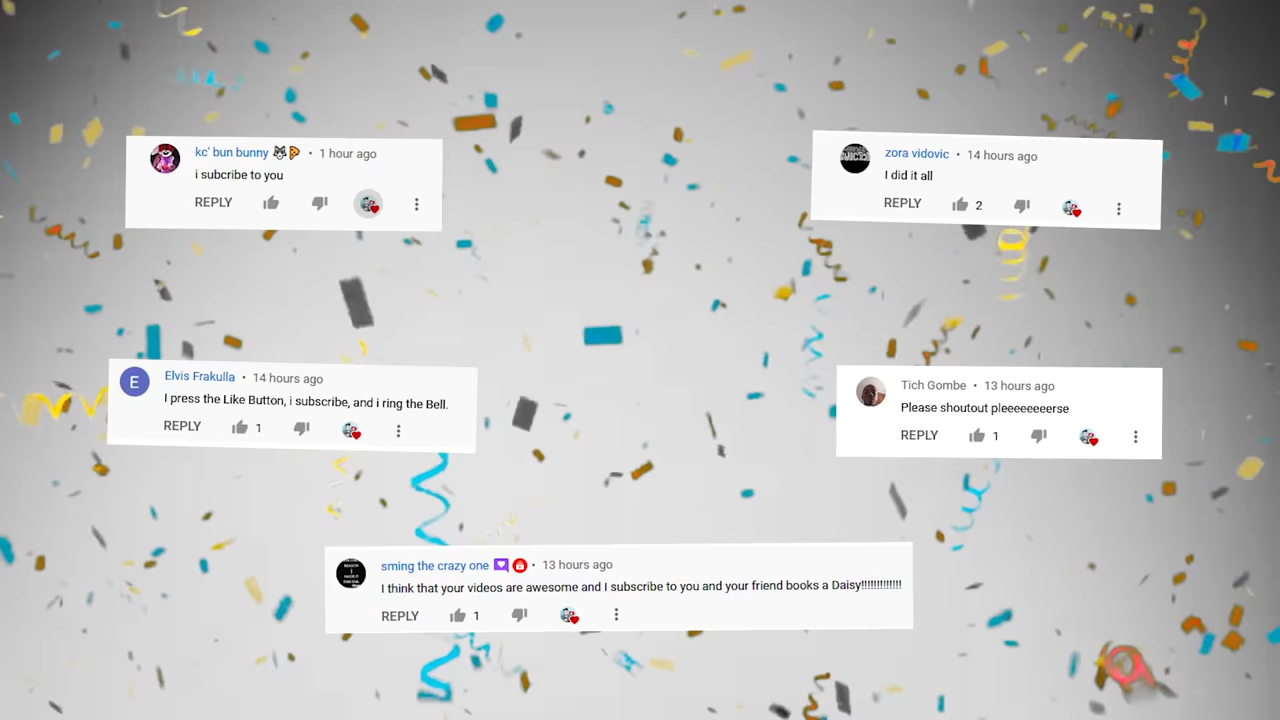 kc' bun bunny 🐺🍕 • 1 hour ago
i subcribe to you
REPLY
zora vidovic • 14 hours ago
I did it all
REPLY 2
E
Elvis Frakulla • 14 hours ago
I press the Like Button, i subscribe, and i ring the Bell.
REPLY 1
Tich Gombe • 13 hours ago
Please shoutout pleeeeeeerse
REPLY 1
sming the crazy one • 13 hours ago
I think that your videos are awesome and I subscribe to you and your friend books a Daisy!!!!!!!!!!!!!
REPLY 1